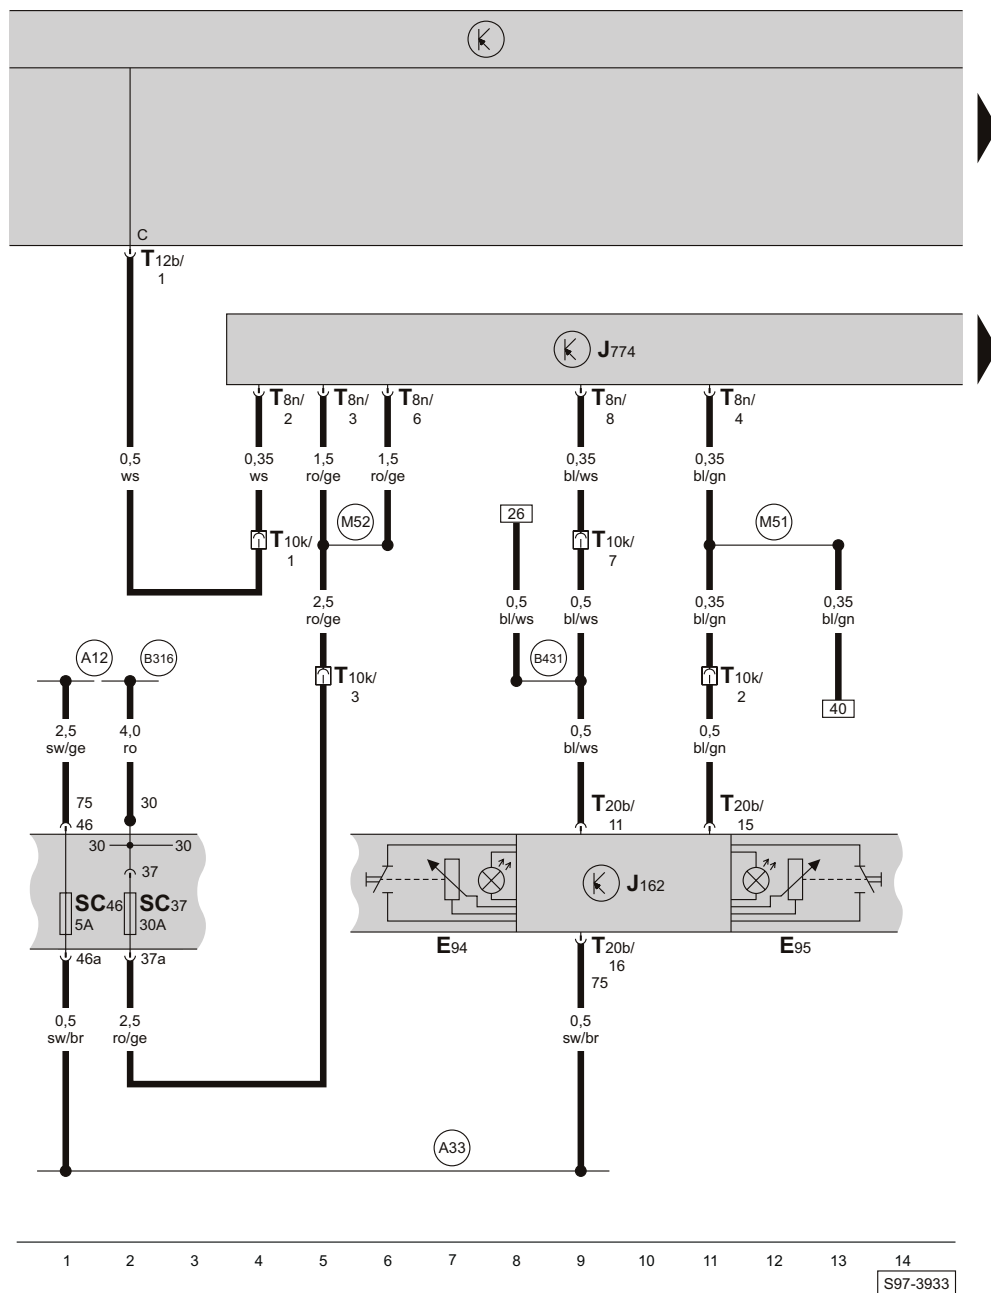 C
T12b/
1
J774
T8n/
2
T8n/
3
T8n/
6
T8n/
8
T8n/
4
0,5
ws
0,35
ws
1,5
ro/ge
1,5
ro/ge
0,35
bl/ws
0,35
bl/gn
M52
26
M51
T10k/
1
T10k/
7
2,5
ro/ge
0,5
bl/ws
0,5
bl/ws
0,35
bl/gn
0,35
bl/gn
A12
B316
B431
T10k/
3
T10k/
2
40
2,5
sw/ge
4,0
ro
0,5
bl/ws
0,5
bl/gn
75
46
30
T20b/
11
T20b/
15
30
30
37
SC46
5A
SC37
30A
J162
E94
E95
46a
37a
T20b/
16
75
0,5
sw/br
2,5
ro/ge
0,5
sw/br
A33
1 2 3 4 5 6 7 8 9 10 11 12 13 14
S97-3933